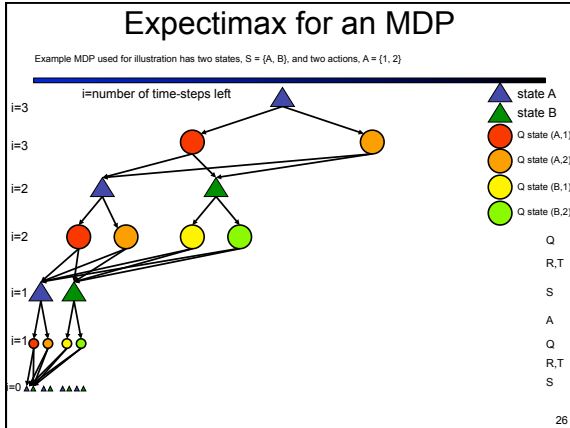 Expectimax for an MDP
Example MDP used for illustration has two states, S = {A, B}, and two actions, A = {1, 2}
i=number of time-steps left
i=3
i=3
i=2
i=2
i=1
i=1
i=0
state A
state B
Q state (A,1)
Q state (A,2)
Q state (B,1)
Q state (B,2)
Q
R,T
S
A
Q
R,T
S
26